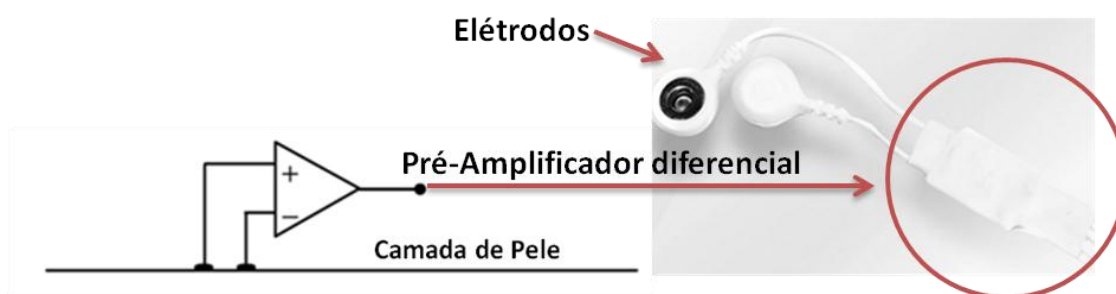 Elétrodos
Pré-Amplificador diferencial
+
−
Camada de Pele